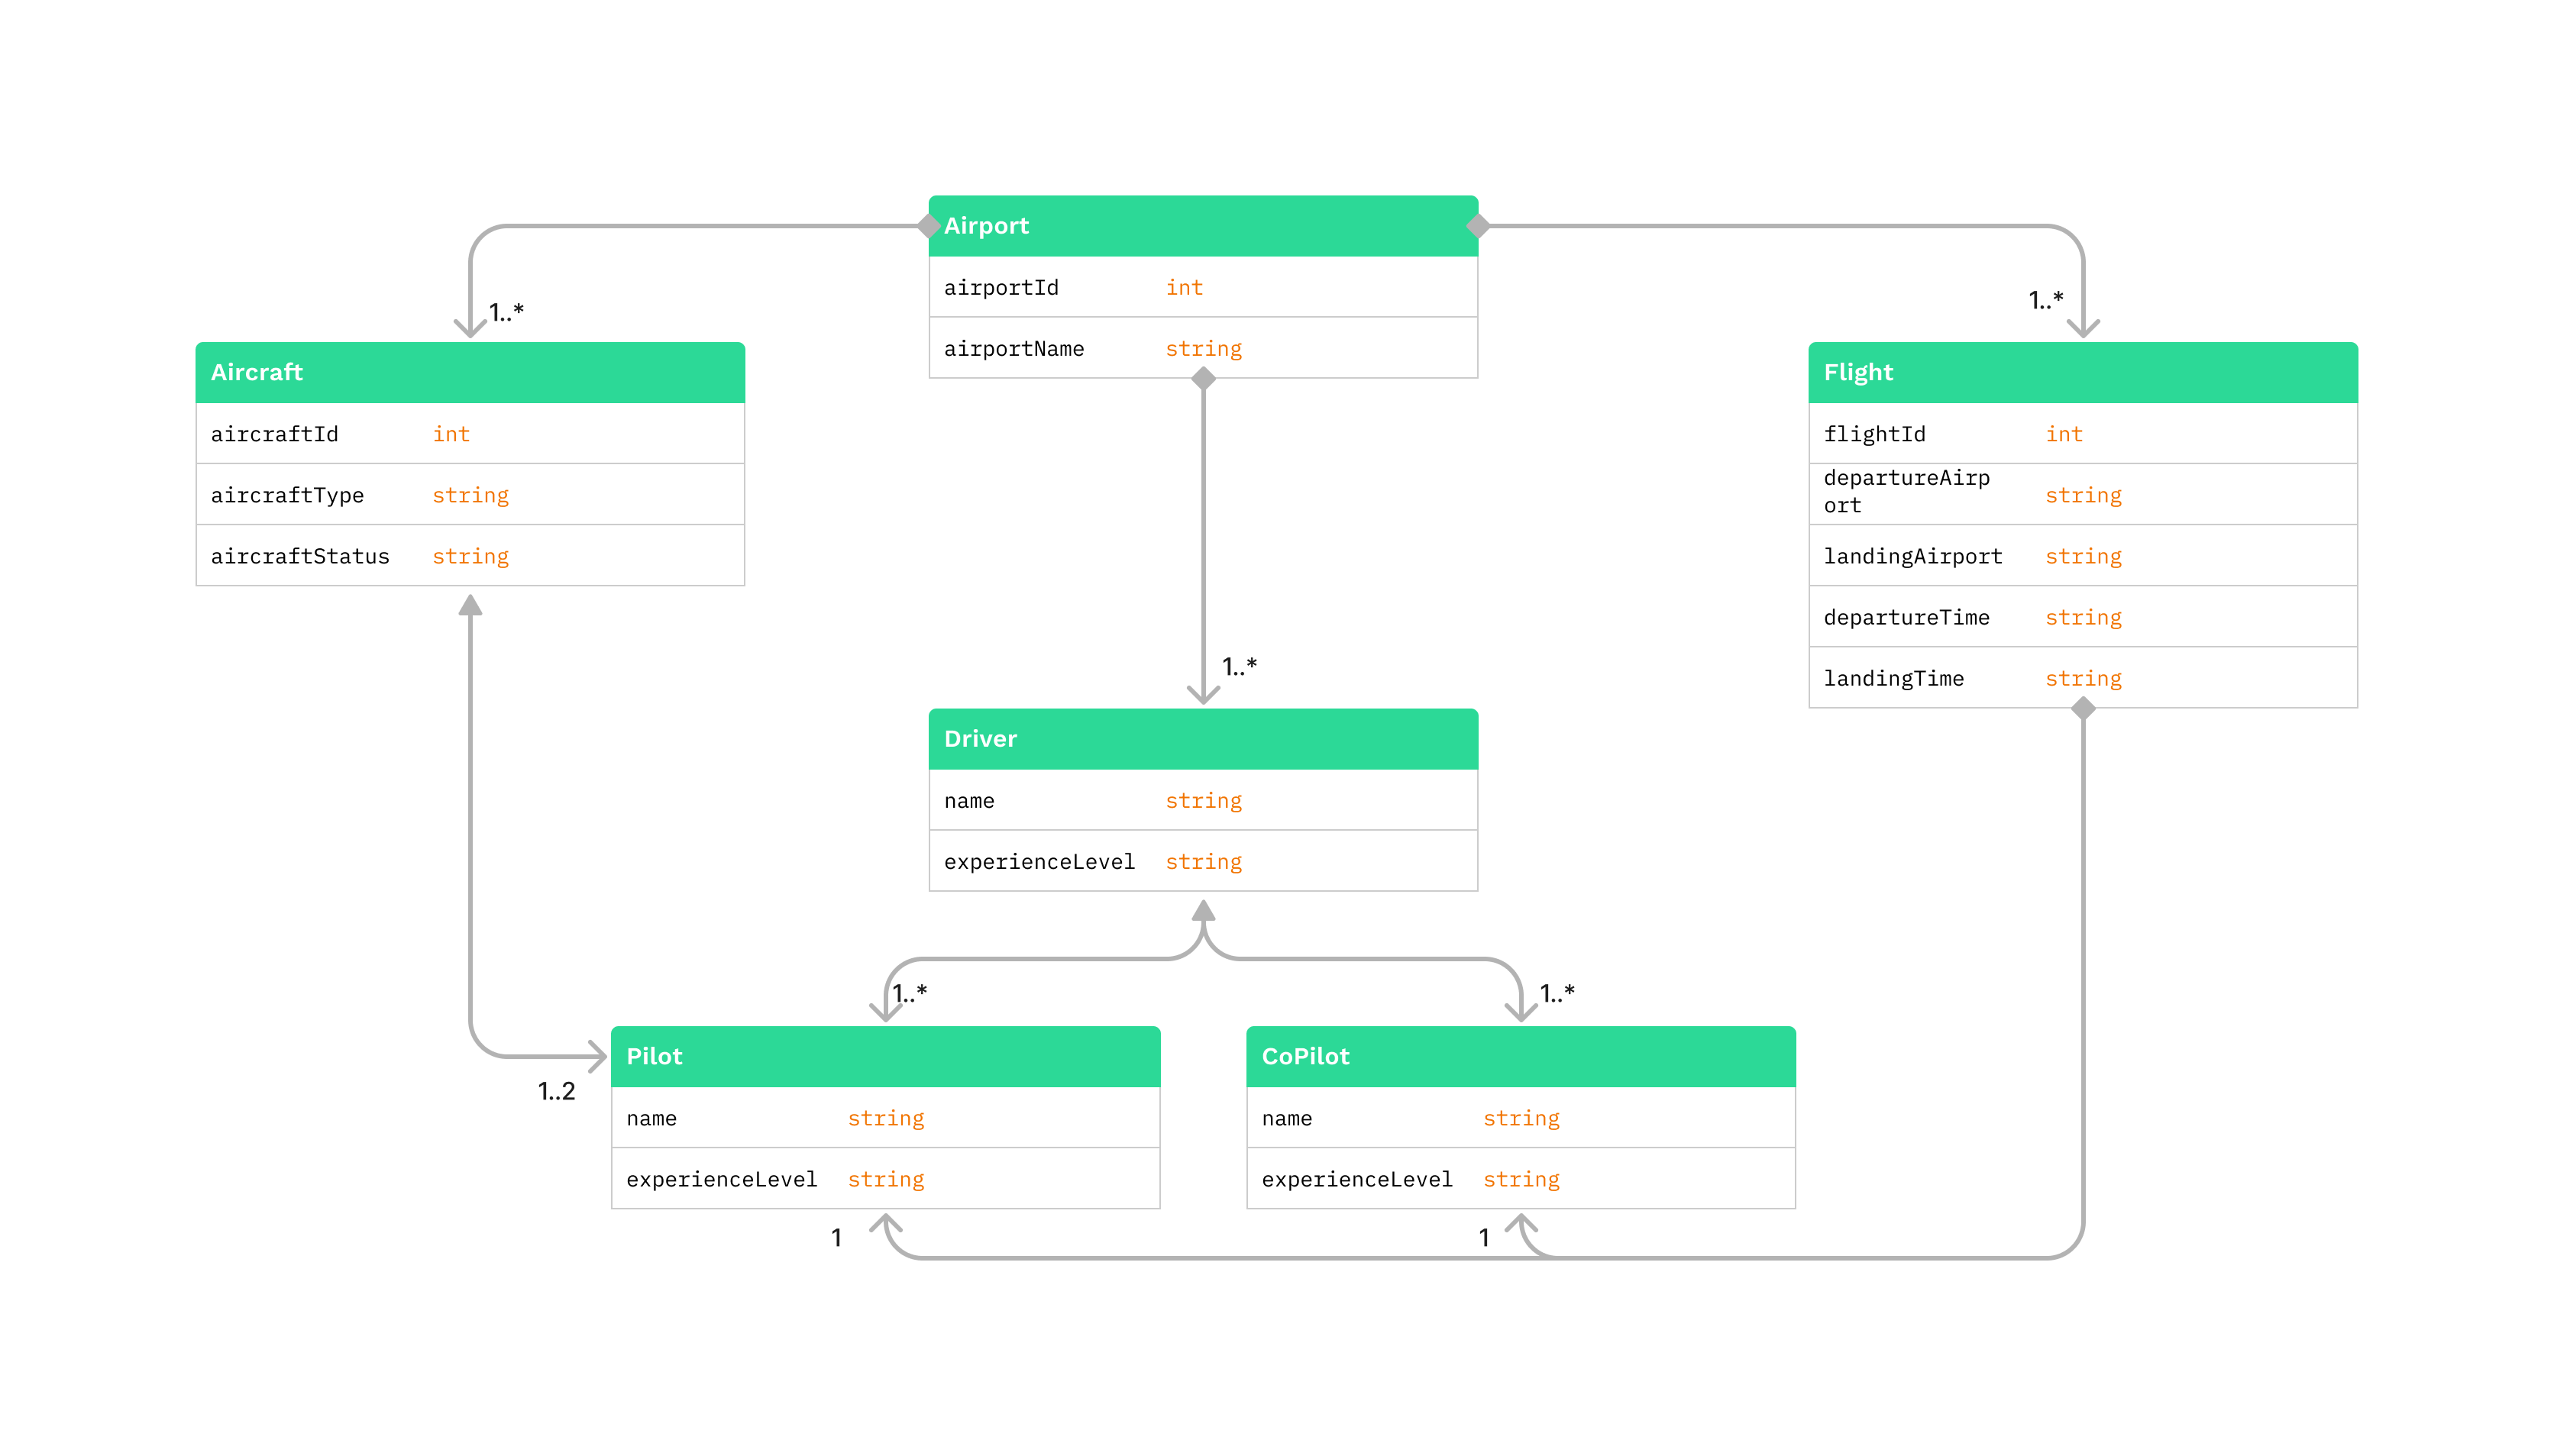 Airport
airportId int
airportName string
1..*
1..*
Aircraft
aircraftId int
aircraftType string
aircraftStatus string
Flight
flightId int
departureAirp
ort string
landingAirport string
departureTime string
landingTime string
1..*
Driver
name string
experienceLevel string
1..*
1..*
1..2
Pilot
name string
experienceLevel string
CoPilot
name string
experienceLevel string
1
1